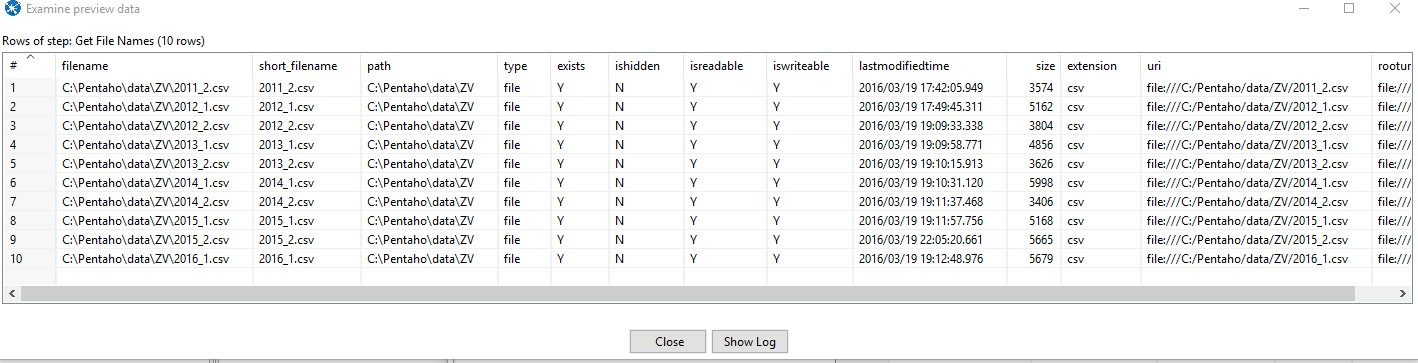 Examine preview data
Rows of step: Get File Names (10 rows)
# filename short_filename path type exists ishidden isreadable iswriteable lastmodifiedtime size extension uri rootur
1 C:\Pentaho\data\ZV\2011_2.csv 2011_2.csv C:\Pentaho\data\ZV file Y N Y Y 2016/03/19 17:42:05.949 3574 csv file:///C:/Pentaho/data/ZV/2011_2.csv file:///
2 C:\Pentaho\data\ZV\2012_1.csv 2012_1.csv C:\Pentaho\data\ZV file Y N Y Y 2016/03/19 17:49:45.311 5162 csv file:///C:/Pentaho/data/ZV/2012_1.csv file:///
3 C:\Pentaho\data\ZV\2012_2.csv 2012_2.csv C:\Pentaho\data\ZV file Y N Y Y 2016/03/19 19:09:33.338 3804 csv file:///C:/Pentaho/data/ZV/2012_2.csv file:///
4 C:\Pentaho\data\ZV\2013_1.csv 2013_1.csv C:\Pentaho\data\ZV file Y N Y Y 2016/03/19 19:09:58.771 4856 csv file:///C:/Pentaho/data/ZV/2013_1.csv file:///
5 C:\Pentaho\data\ZV\2013_2.csv 2013_2.csv C:\Pentaho\data\ZV file Y N Y Y 2016/03/19 19:10:15.913 3626 csv file:///C:/Pentaho/data/ZV/2013_2.csv file:///
6 C:\Pentaho\data\ZV\2014_1.csv 2014_1.csv C:\Pentaho\data\ZV file Y N Y Y 2016/03/19 19:10:31.120 5998 csv file:///C:/Pentaho/data/ZV/2014_1.csv file:///
7 C:\Pentaho\data\ZV\2014_2.csv 2014_2.csv C:\Pentaho\data\ZV file Y N Y Y 2016/03/19 19:11:37.468 3406 csv file:///C:/Pentaho/data/ZV/2014_2.csv file:///
8 C:\Pentaho\data\ZV\2015_1.csv 2015_1.csv C:\Pentaho\data\ZV file Y N Y Y 2016/03/19 19:11:57.756 5168 csv file:///C:/Pentaho/data/ZV/2015_1.csv file:///
9 C:\Pentaho\data\ZV\2015_2.csv 2015_2.csv C:\Pentaho\data\ZV file Y N Y Y 2016/03/19 22:05:20.661 5665 csv file:///C:/Pentaho/data/ZV/2015_2.csv file:///
10 C:\Pentaho\data\ZV\2016_1.csv 2016_1.csv C:\Pentaho\data\ZV file Y N Y Y 2016/03/19 19:12:48.976 5679 csv file:///C:/Pentaho/data/ZV/2016_1.csv file:///
Close Show Log